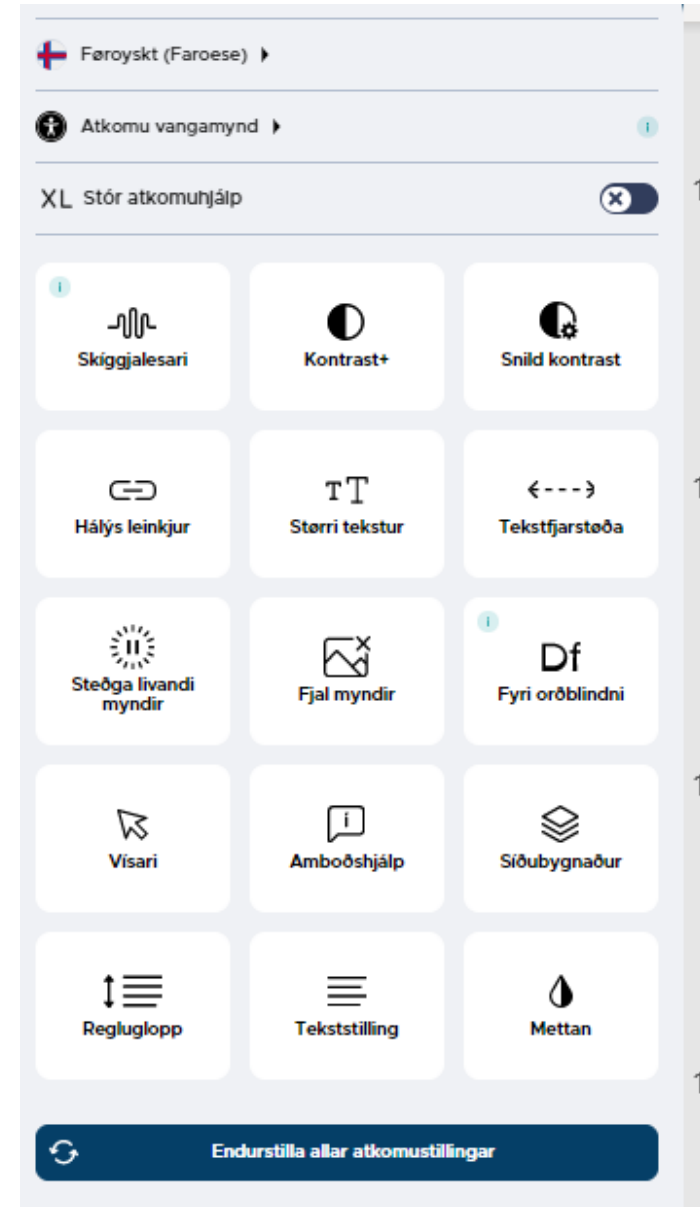 Føroyskt (Faroese)
Atkomu vangamynd
XL Stór atkomuhjálp
Skíggjalesari
Kontrast+
Snild kontrast
Hálýs leinkjur
Større tekstur
Tekstfjarstøða
Steðga livandi
myndir
Fjal myndir
Df
Fyri orðblindni
Vísari
Amboðshjálp
Síðubygnaður
Regluglopp
Tekststilling
Mettan
Endurstilla allar atkomustillingar